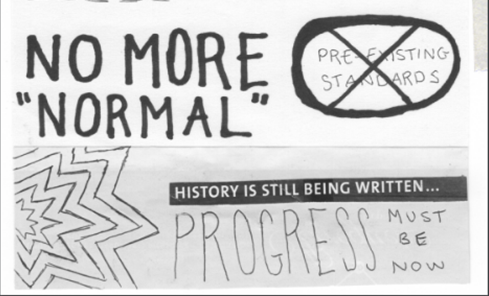 NO MORE
"NORMAL"
PRE-EXISTING
STANDARDS
HISTORY IS STILL BEING WRITTEN...
PROGRESS
MUST
BE
NOW